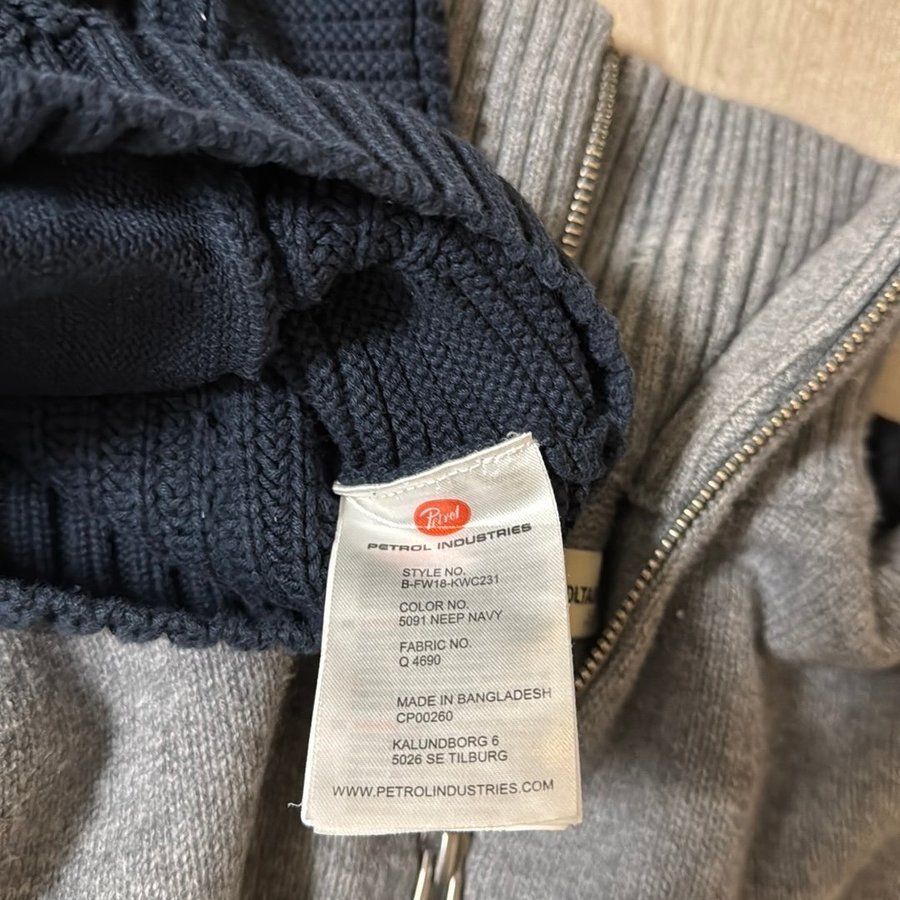 Petrol
PETROL INDUSTRIES
STYLE NO.
B-FW18-KWC231
COLOR NO.
5091 NEEP NAVY
FABRIC NO.
Q 4690
MADE IN BANGLADESH
CP00260
KALUNDBORG 6
5026 SE TILBURG
WWW.PETROLINDUSTRIES.COM